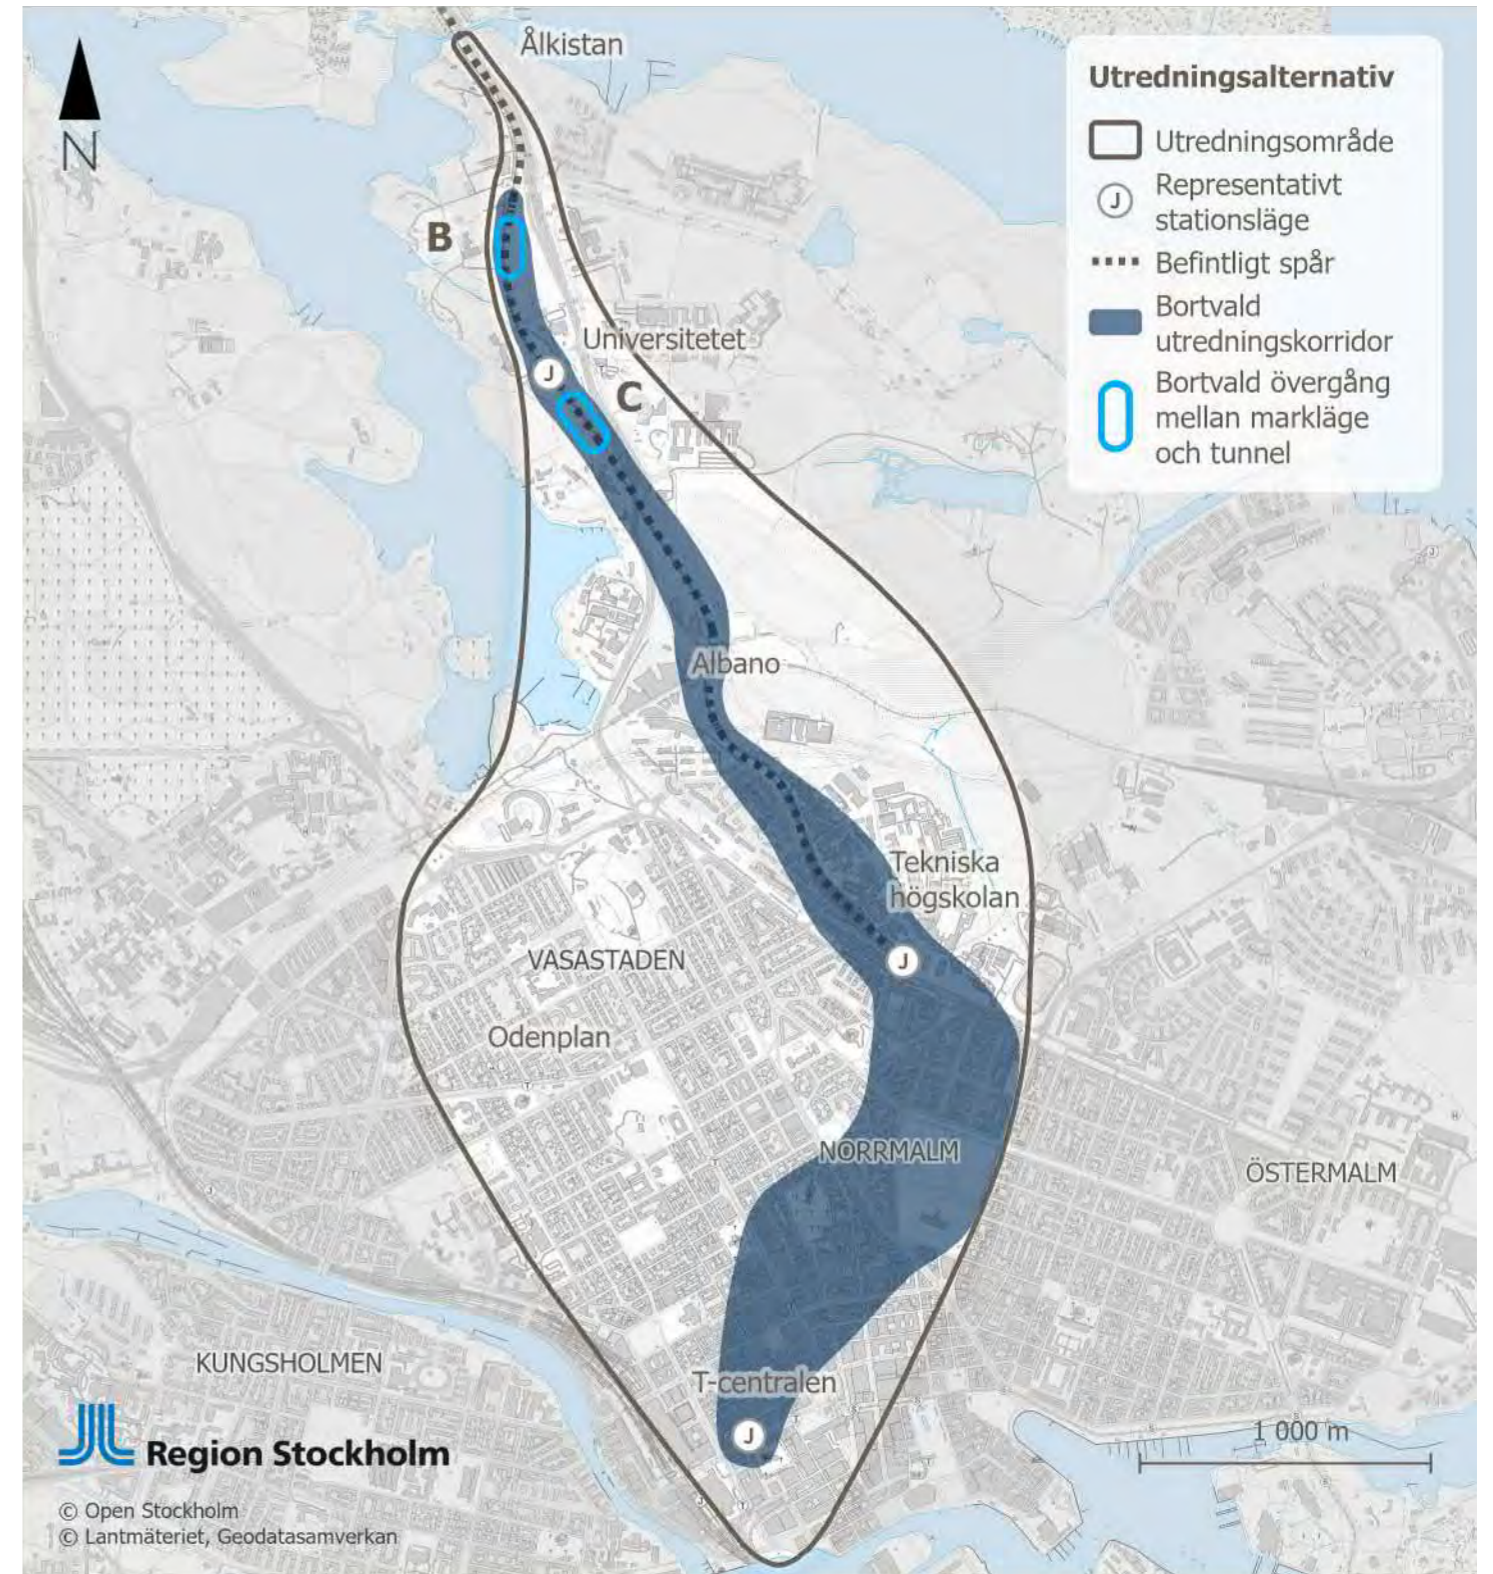 Ålkistan
N
B
Universitetet
J
C
Albano
Tekniska
högskolan
J
VASASTADEN
Odenplan
NORRMALM
ÖSTERMALM
KUNGSHOLMEN
T-centralen
J
Utredningsalternativ
Utredningsområde
J
Representativt
stationsläge
Befintligt spår
Bortvald
utredningskorridor
Bortvald övergång
mellan markläge
och tunnel
1 000 m
Region Stockholm
© Open Stockholm
© Lantmäteriet, Geodatasamverkan